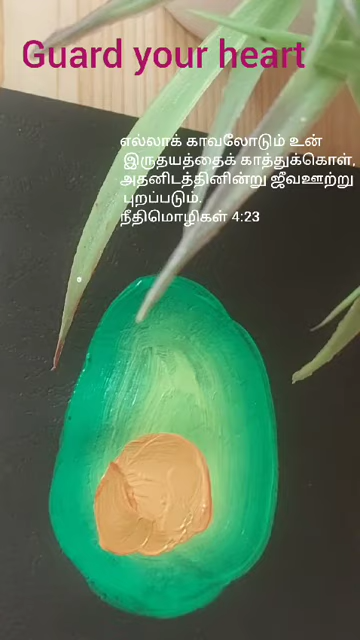 Guard your heart
எல்லாக் காவலோடும் உன்
இருதயத்தைக் காத்துக்கொள்,
அதனிடத்தினின்று ஜீவஊற்று
புறப்படும்.
நீதிமொழிகள் 4:23